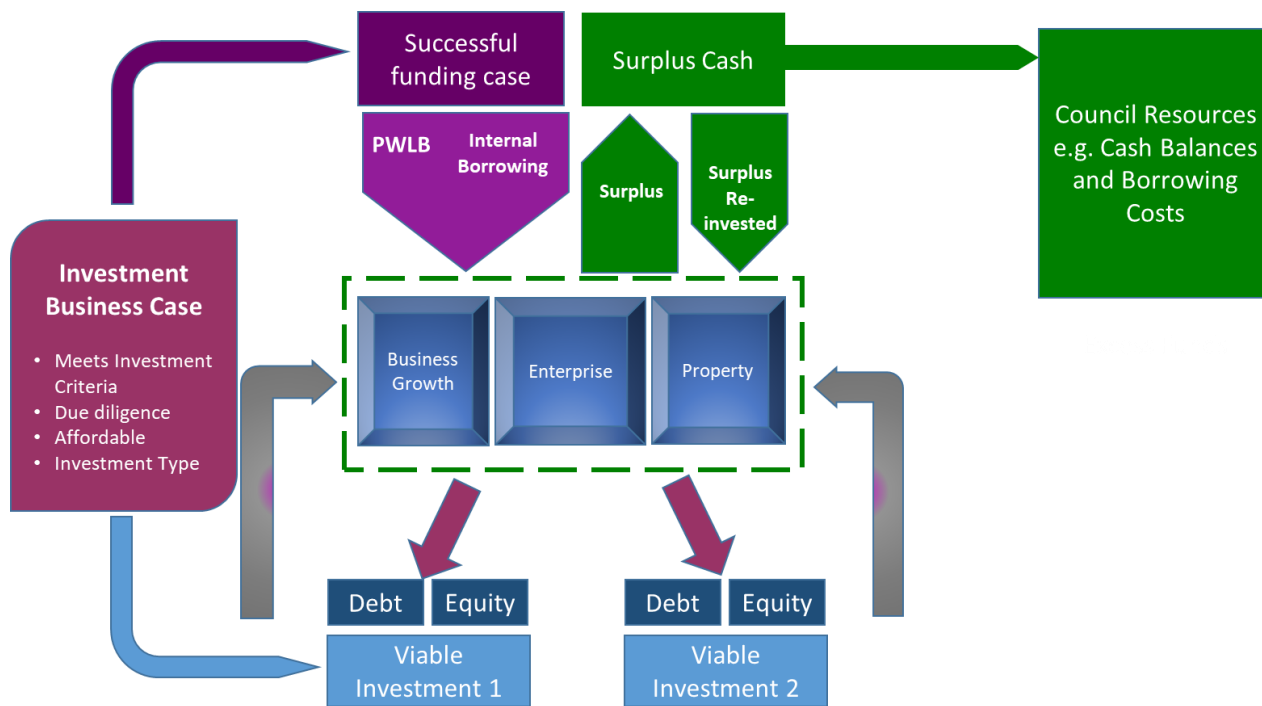 Successful
funding case
Surplus Cash
Council Resources
e.g. Cash Balances
and Borrowing
Costs
PWLB
Internal
Borrowing
Surplus
Surplus
Re-
invested
Investment
Business Case
• Meets Investment
Criteria
• Due diligence
• Affordable
• Investment Type
Business
Growth
Enterprise
Property
Debt
Equity
Viable
Investment 1
Debt
Equity
Viable
Investment 2